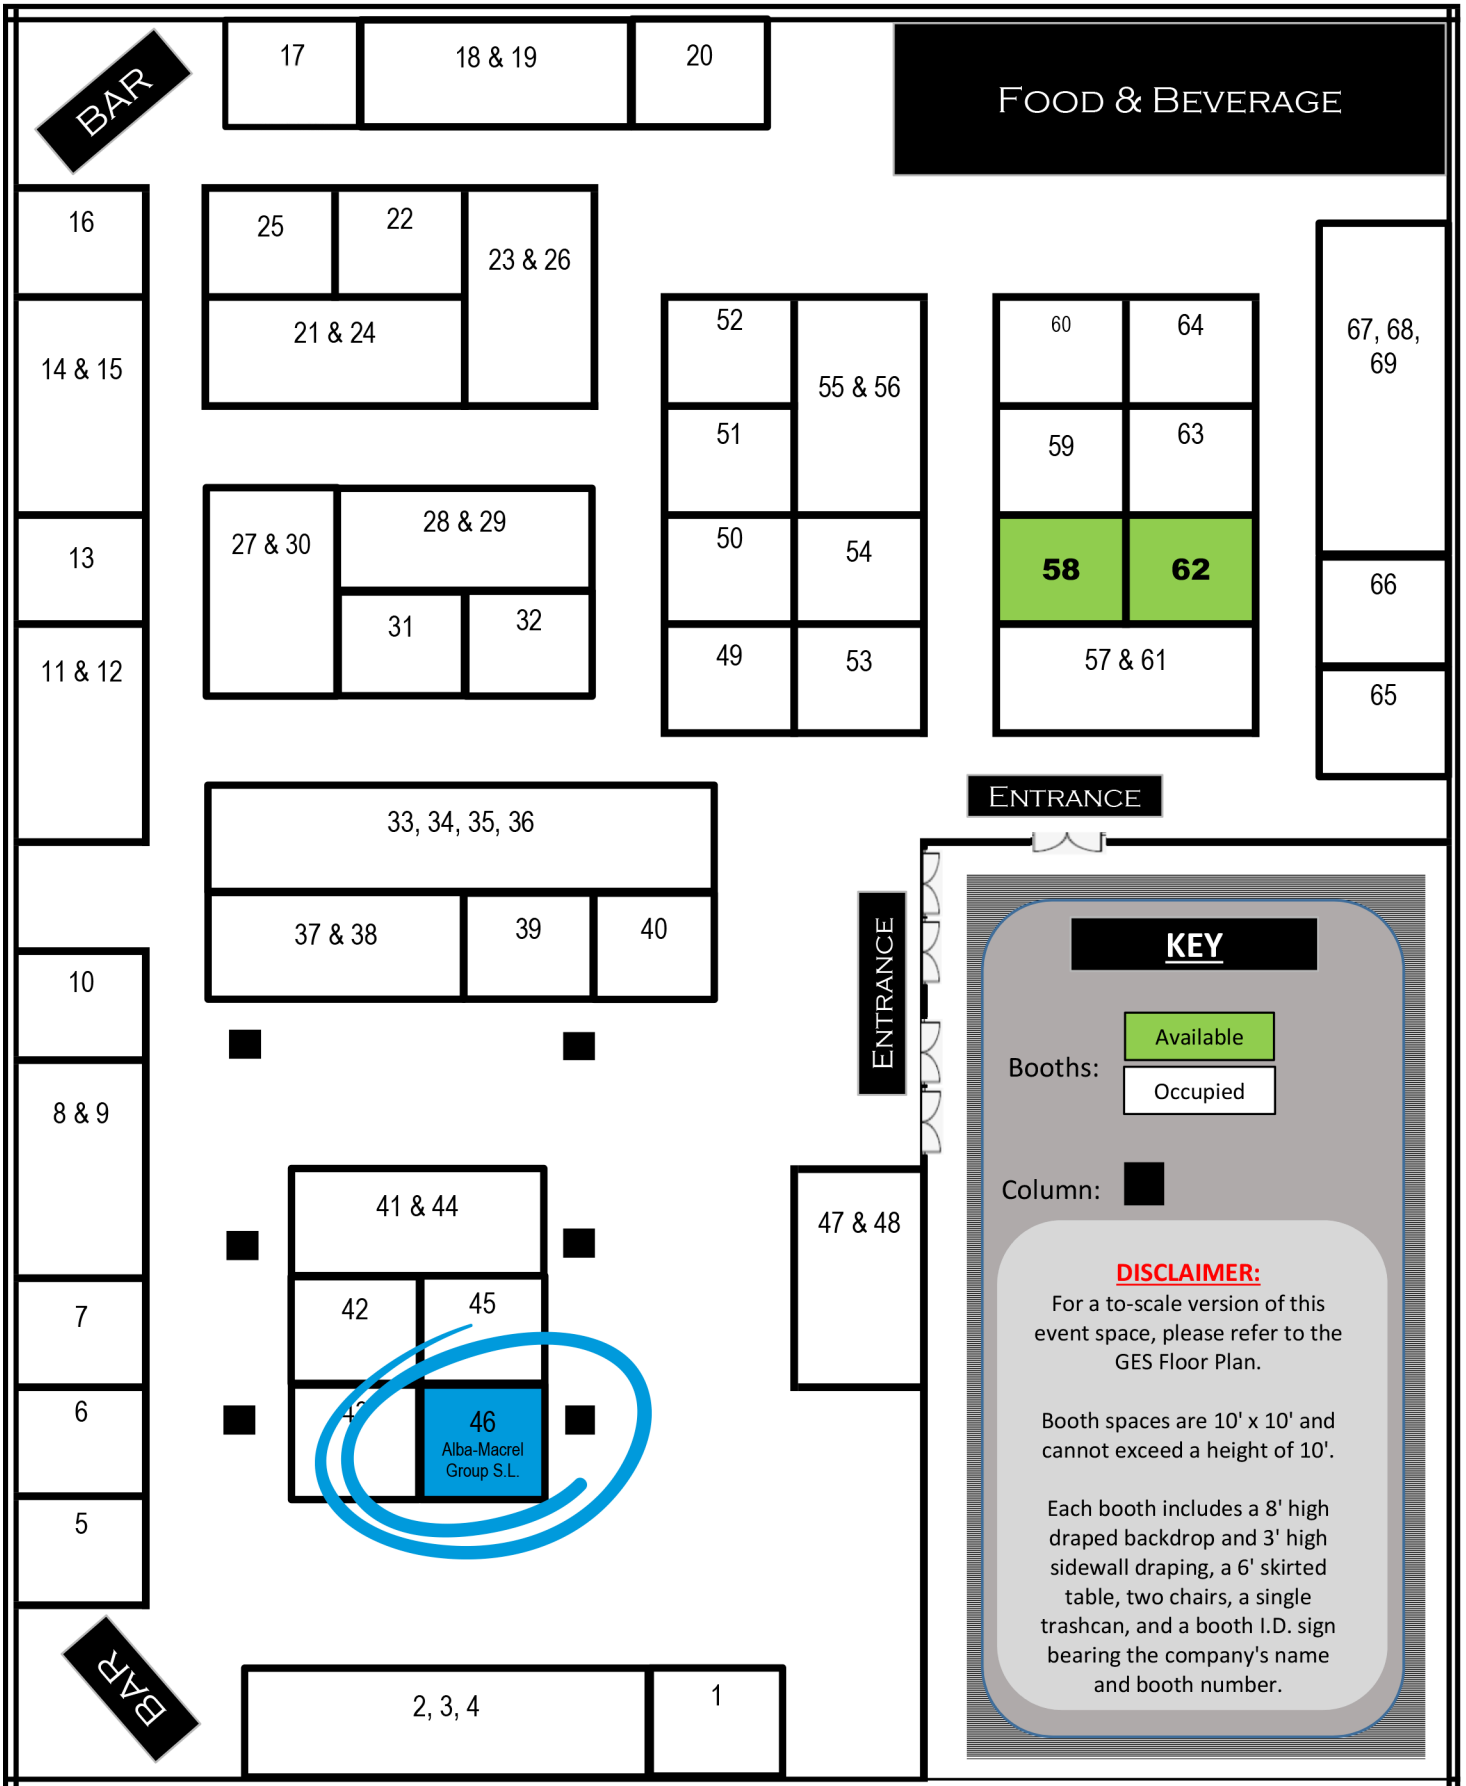 BAR
17
18 & 19
20
FOOD & BEVERAGE
16
25
22
23 & 26
21 & 24
14 & 15
52
55 & 56
51
60
64
67, 68,
69
59
63
27 & 30
28 & 29
31
32
13
50
54
58
62
66
11 & 12
49
53
57 & 61
65
33, 34, 35, 36
ENTRANCE
37 & 38
39
40
ENTRANCE
10
8 & 9
41 & 44
47 & 48
42
45
7
6
46
Alba-Macrel
Group S.L.
5
BAR
2, 3, 4
1
KEY
Booths:
Available
Occupied
Column:
DISCLAIMER:
For a to-scale version of this
event space, please refer to the
GES Floor Plan.
Booth spaces are 10' x 10' and
cannot exceed a height of 10'.
Each booth includes a 8' high
draped backdrop and 3' high
sidewall draping, a 6' skirted
table, two chairs, a single
trashcan, and a booth I.D. sign
bearing the company's name
and booth number.